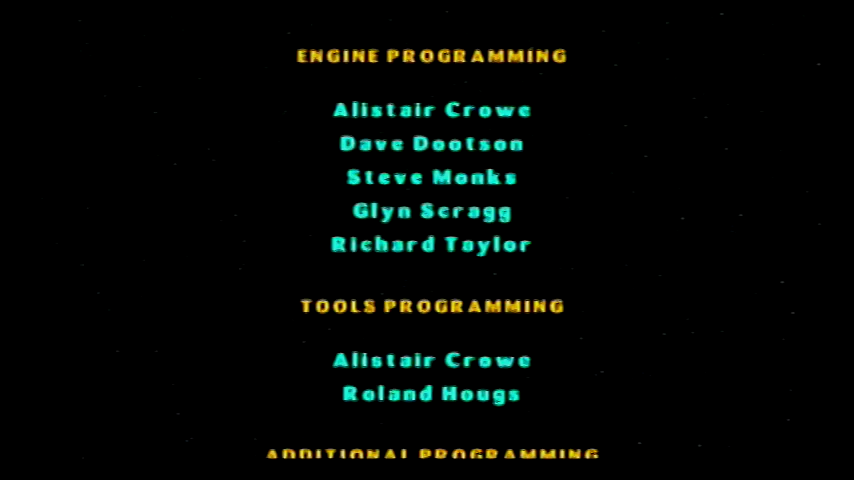 ENGINE PROGRAMMING
Alistair Crowe
Dave Dootson
Steve Monks
Glyn Scragg
Richard Taylor
TOOLS PROGRAMMING
Alistair Crowe
Roland Hougs
ADDITIONAL PROGRAMMING